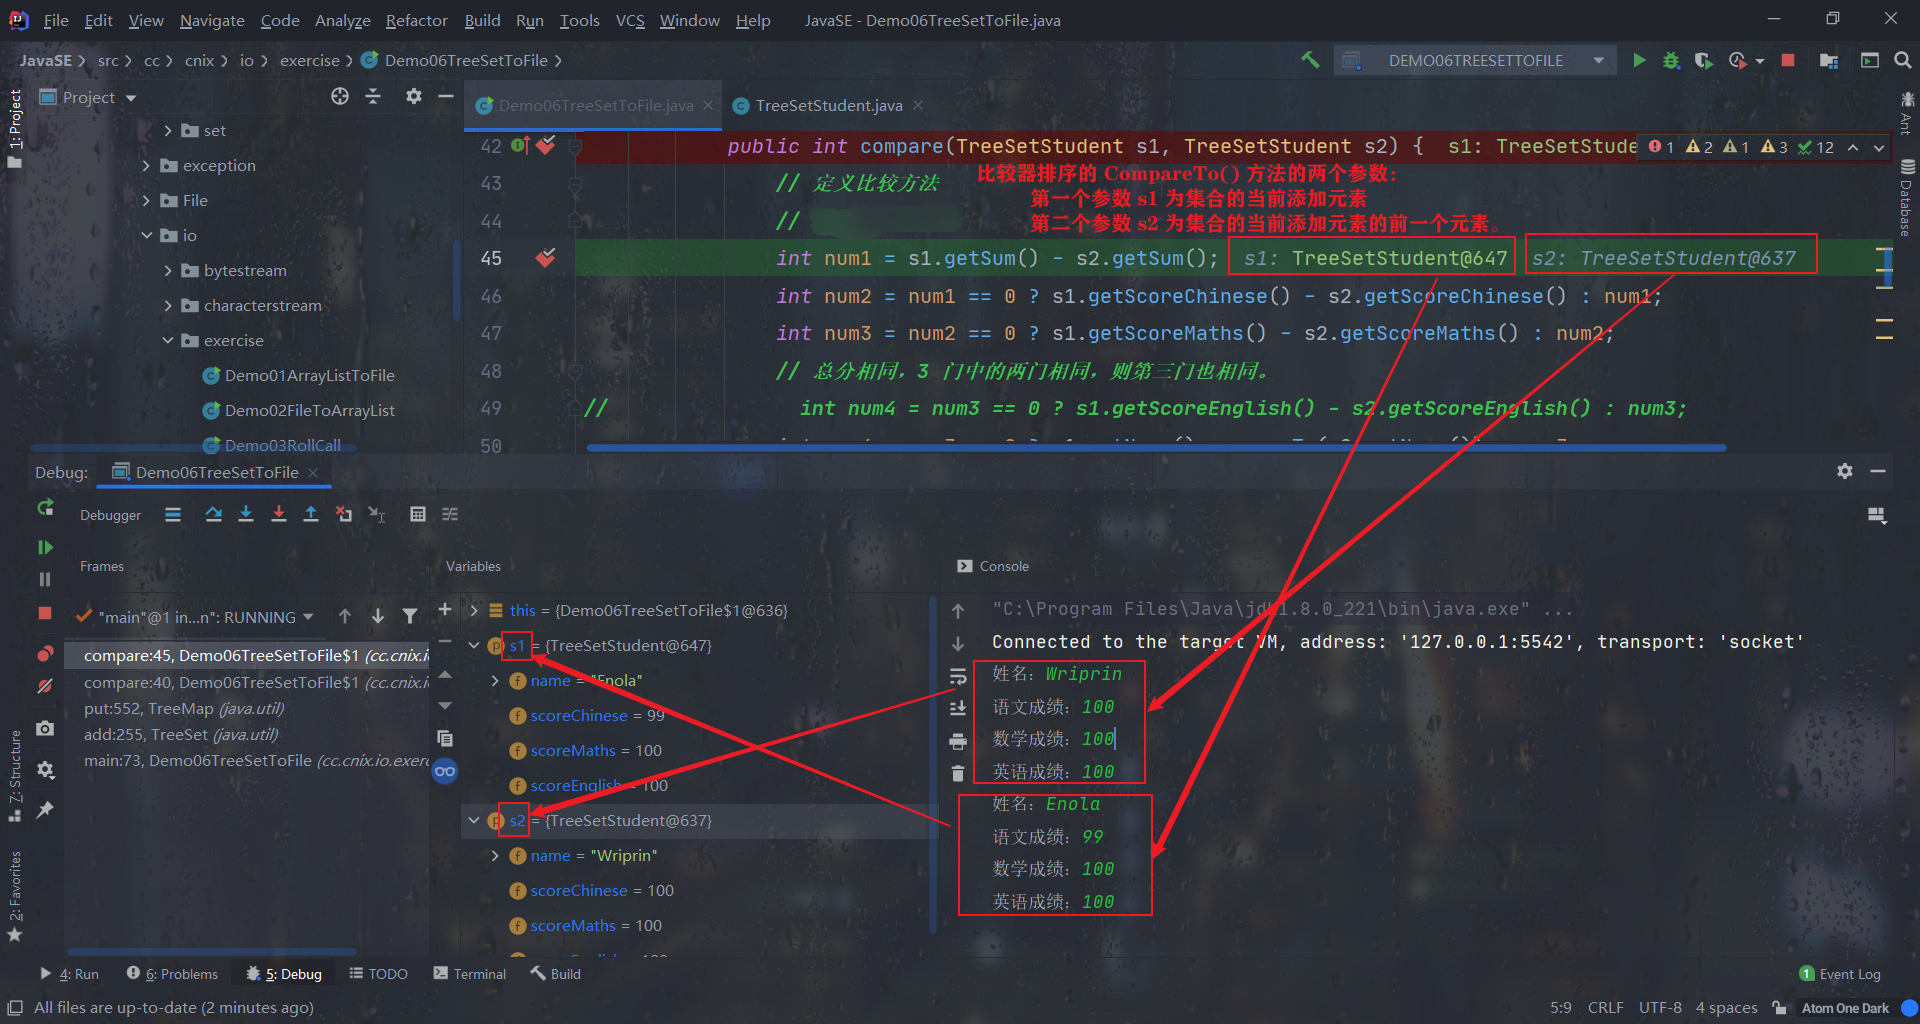 File Edit View Navigate Code Analyze Refactor Build Run Tools VCS Window Help JavaSE - Demo06TreeSetToFile.java
JavaSE src cc cnix io exercise Demo06TreeSetToFile
DEMO06TREESETTOFILE
1: Project
Project
set
exception
File
io
bytestream
characterstream
exercise
Demo01ArrayListToFile
Demo02FileToArrayList
Demo03RollCall
Demo06TreeSetToFile.java
TreeSetStudent.java
42 public int compare(TreeSetStudent s1, TreeSetStudent s2) { s1: TreeSetStude
1 2 1 3 12
43 // 定义比较方法
比较器排序的 CompareTo() 方法的两个参数:
第一个参数 s1 为集合的当前添加元素
44 //
第二个参数 s2 为集合的当前添加元素的前一个元素。
45 int num1 = s1.getSum() - s2.getSum(); s1: TreeSetStudent@647 s2: TreeSetStudent@637
46 int num2 = num1 == 0 ? s1.getScoreChinese() - s2.getScoreChinese() : num1;
47 int num3 = num2 == 0 ? s1.getScoreMaths() - s2.getScoreMaths() : num2;
48 // 总分相同，3 门中的两门相同，则第三门也相同。
49 // int num4 = num3 == 0 ? s1.getScoreEnglish() - s2.getScoreEnglish() : num3;
50
Ant
Database
Debug: Demo06TreeSetToFile
Debugger
Frames
"main"@1 in...n": RUNNING
compare:45, Demo06TreeSetToFile$1 (cc.cnix.i
compare:40, Demo06TreeSetToFile$1 (cc.cnix.i
put:552, TreeMap (java.util)
add:255, TreeSet (java.util)
main:73, Demo06TreeSetToFile (cc.cnix.io.exerc
Variables
this = {Demo06TreeSetToFile$1@636}
s1 = {TreeSetStudent@647}
name = "Enola"
scoreChinese = 99
scoreMaths = 100
scoreEnglish = 100
s2 = {TreeSetStudent@637}
name = "Wriprin"
scoreChinese = 100
scoreMaths = 100
Console
"C:\Program Files\Java\jdk1.8.0_221\bin\java.exe" ...
Connected to the target VM, address: '127.0.0.1:5542', transport: 'socket'
姓名：Wriprin
语文成绩：100
数学成绩：100
英语成绩：100
姓名：Enola
语文成绩：99
数学成绩：100
英语成绩：100
7: Structure
2: Favorites
4: Run 6: Problems 5: Debug TODO Terminal Build 1 Event Log
All files are up-to-date (2 minutes ago) 5:9 CRLF UTF-8 4 spaces Atom One Dark